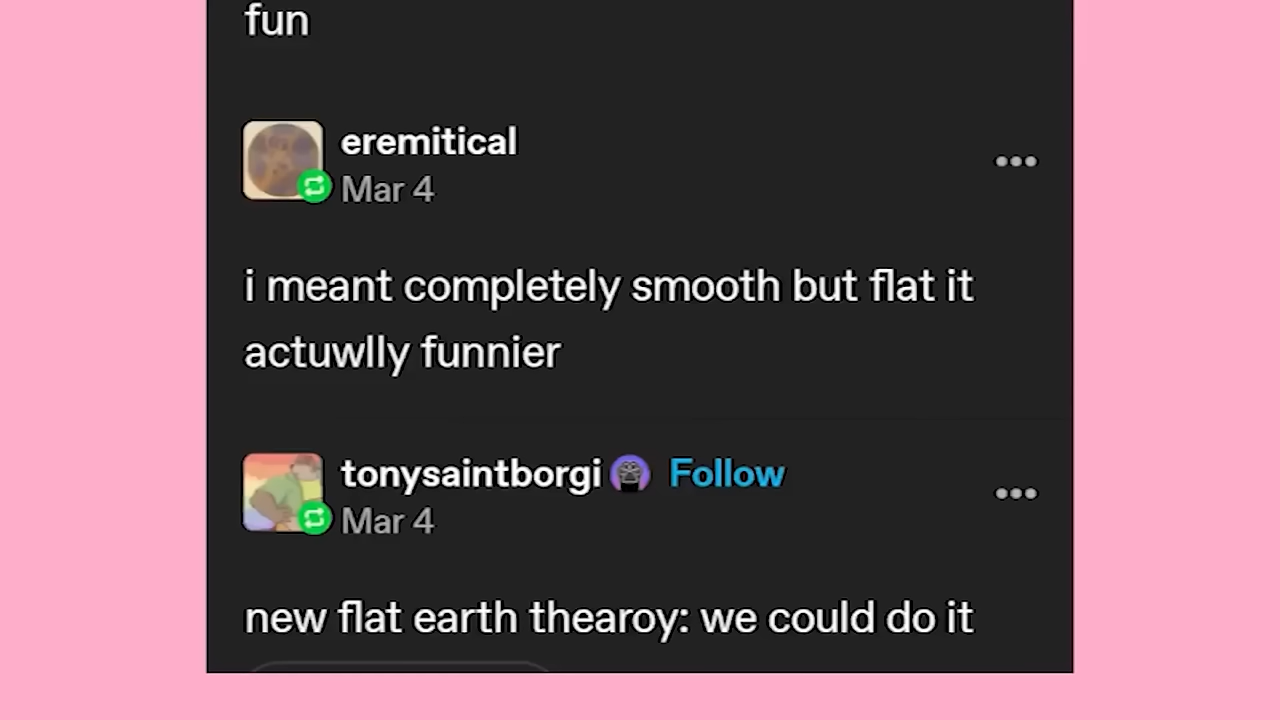 fun
eremitical
Mar 4
i meant completely smooth but flat it
actuwlly funnier
tonysaintborgi Follow
Mar 4
new flat earth thearoy: we could do it